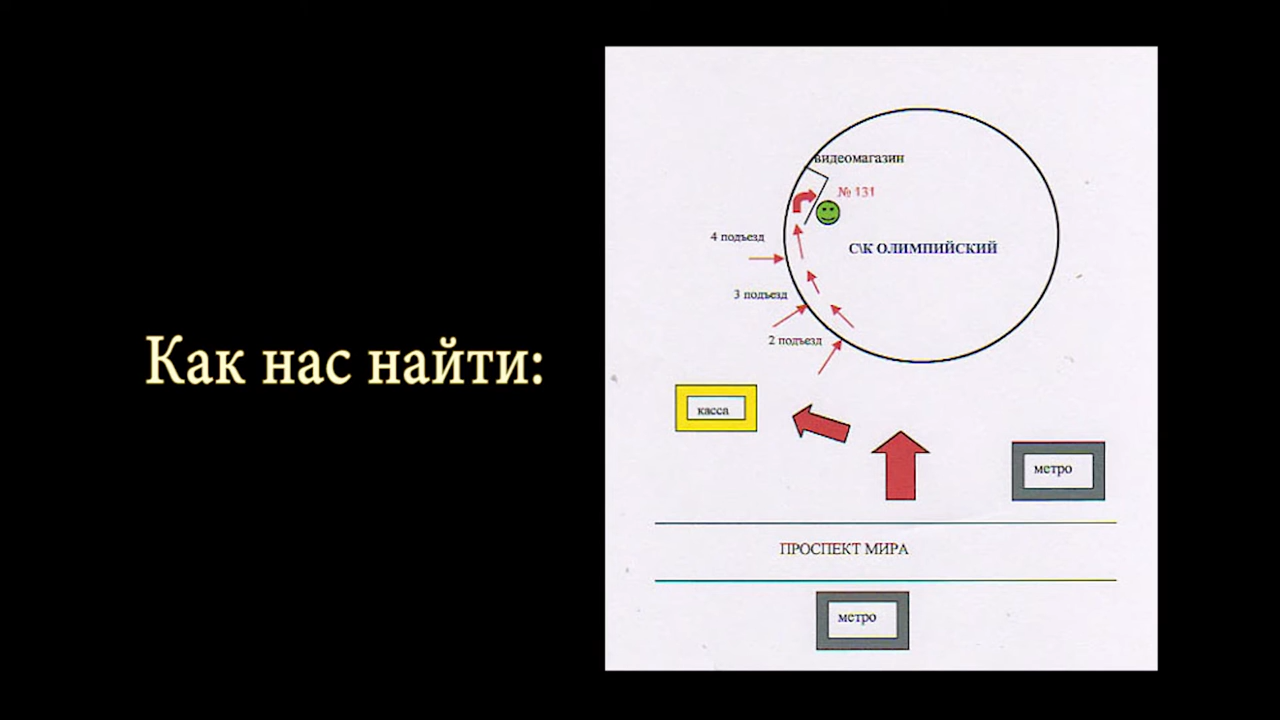 Как нас найти:
видеомагазин
№ 131
4 подъезд
С\К ОЛИМПИЙСКИЙ
3 подъезд
2 подъезд
касса
метро
ПРОСПЕКТ МИРА
метро